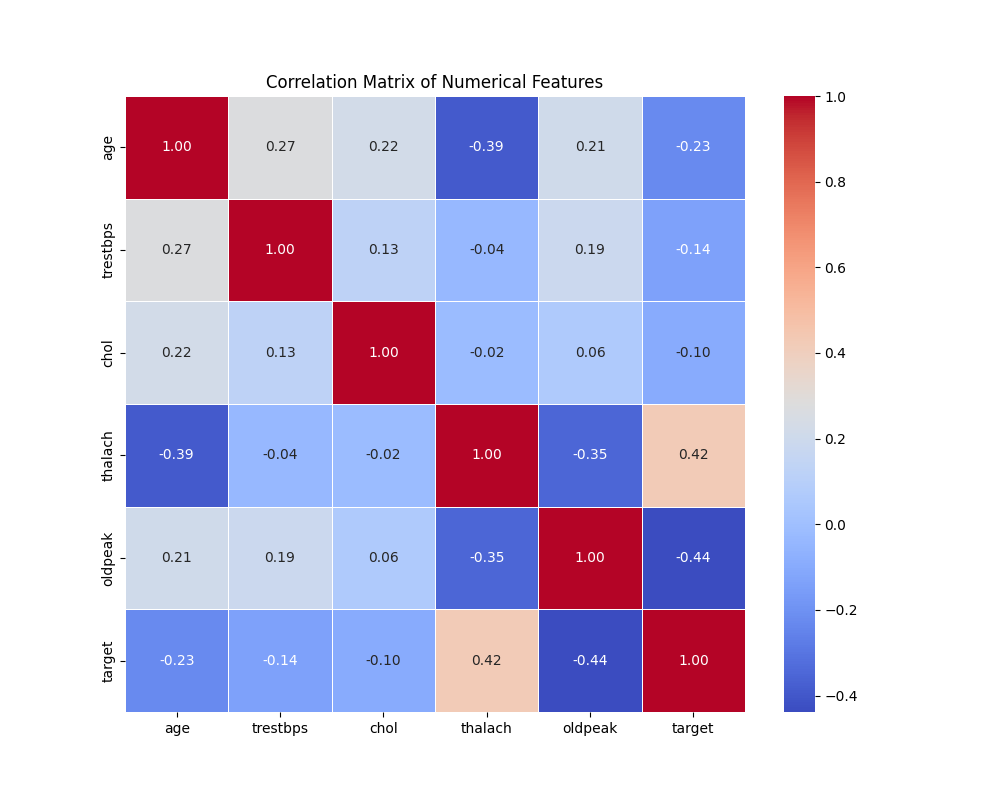 Correlation Matrix of Numerical Features
age 1.00 0.27 0.22 -0.39 0.21 -0.23
trestbps 0.27 1.00 0.13 -0.04 0.19 -0.14
chol 0.22 0.13 1.00 -0.02 0.06 -0.10
thalach -0.39 -0.04 -0.02 1.00 -0.35 0.42
oldpeak 0.21 0.19 0.06 -0.35 1.00 -0.44
target -0.23 -0.14 -0.10 0.42 -0.44 1.00
age trestbps chol thalach oldpeak target
1.0
0.8
0.6
0.4
0.2
0.0
−0.2
−0.4